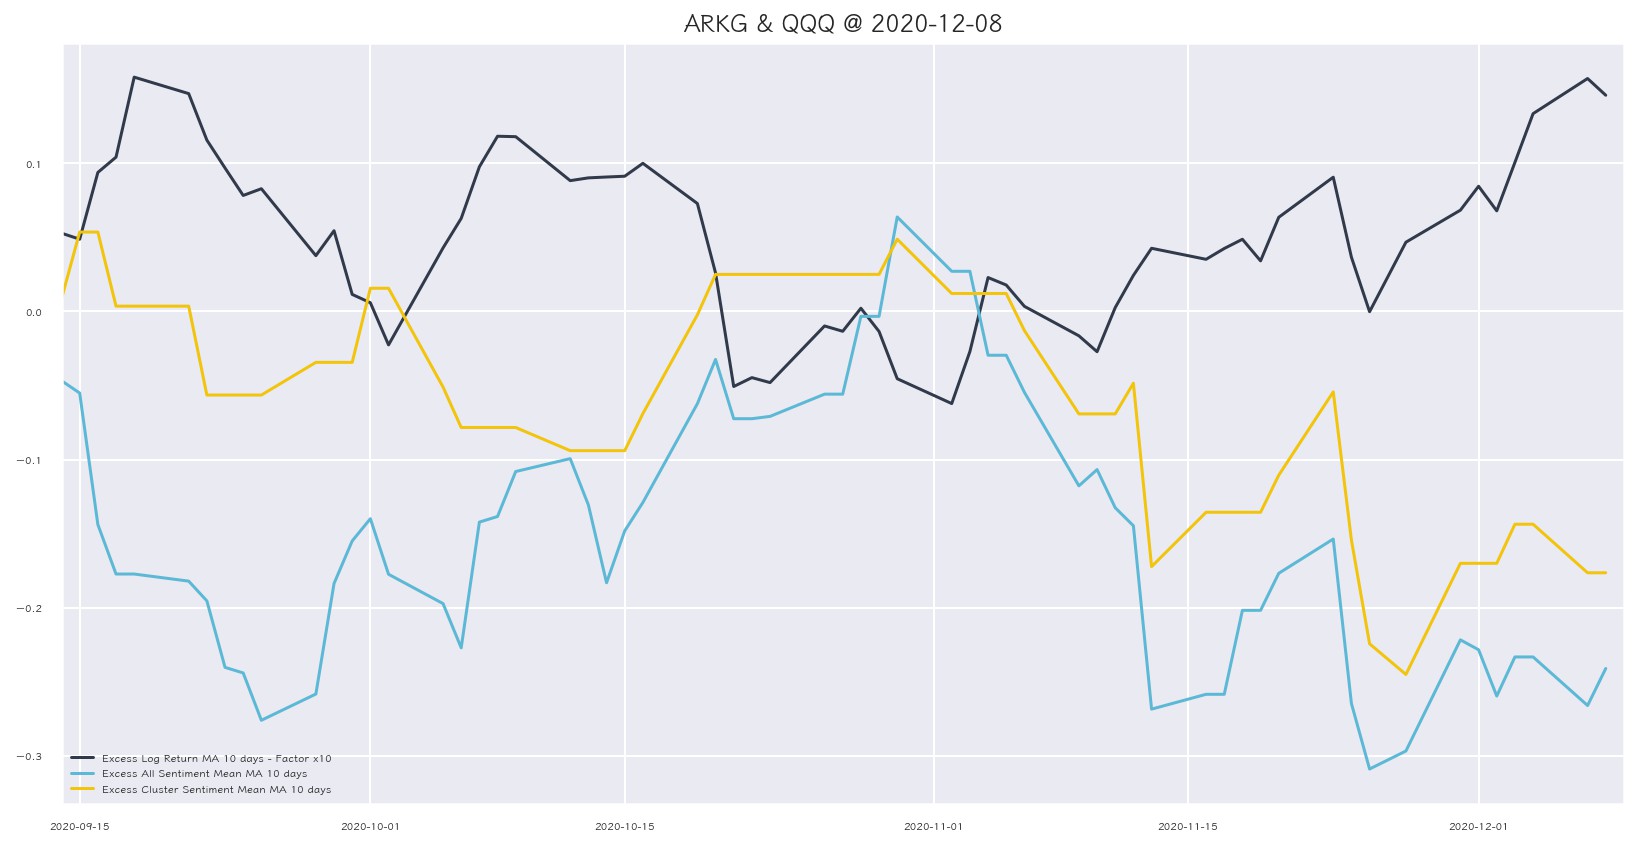 ARKG & QQQ @ 2020-12-08
0.1
0.0
−0.1
−0.2
−0.3
Excess Log Return MA 10 days - Factor x10
Excess All Sentiment Mean MA 10 days
Excess Cluster Sentiment Mean MA 10 days
2020-09-15 2020-10-01 2020-10-15 2020-11-01 2020-11-15 2020-12-01